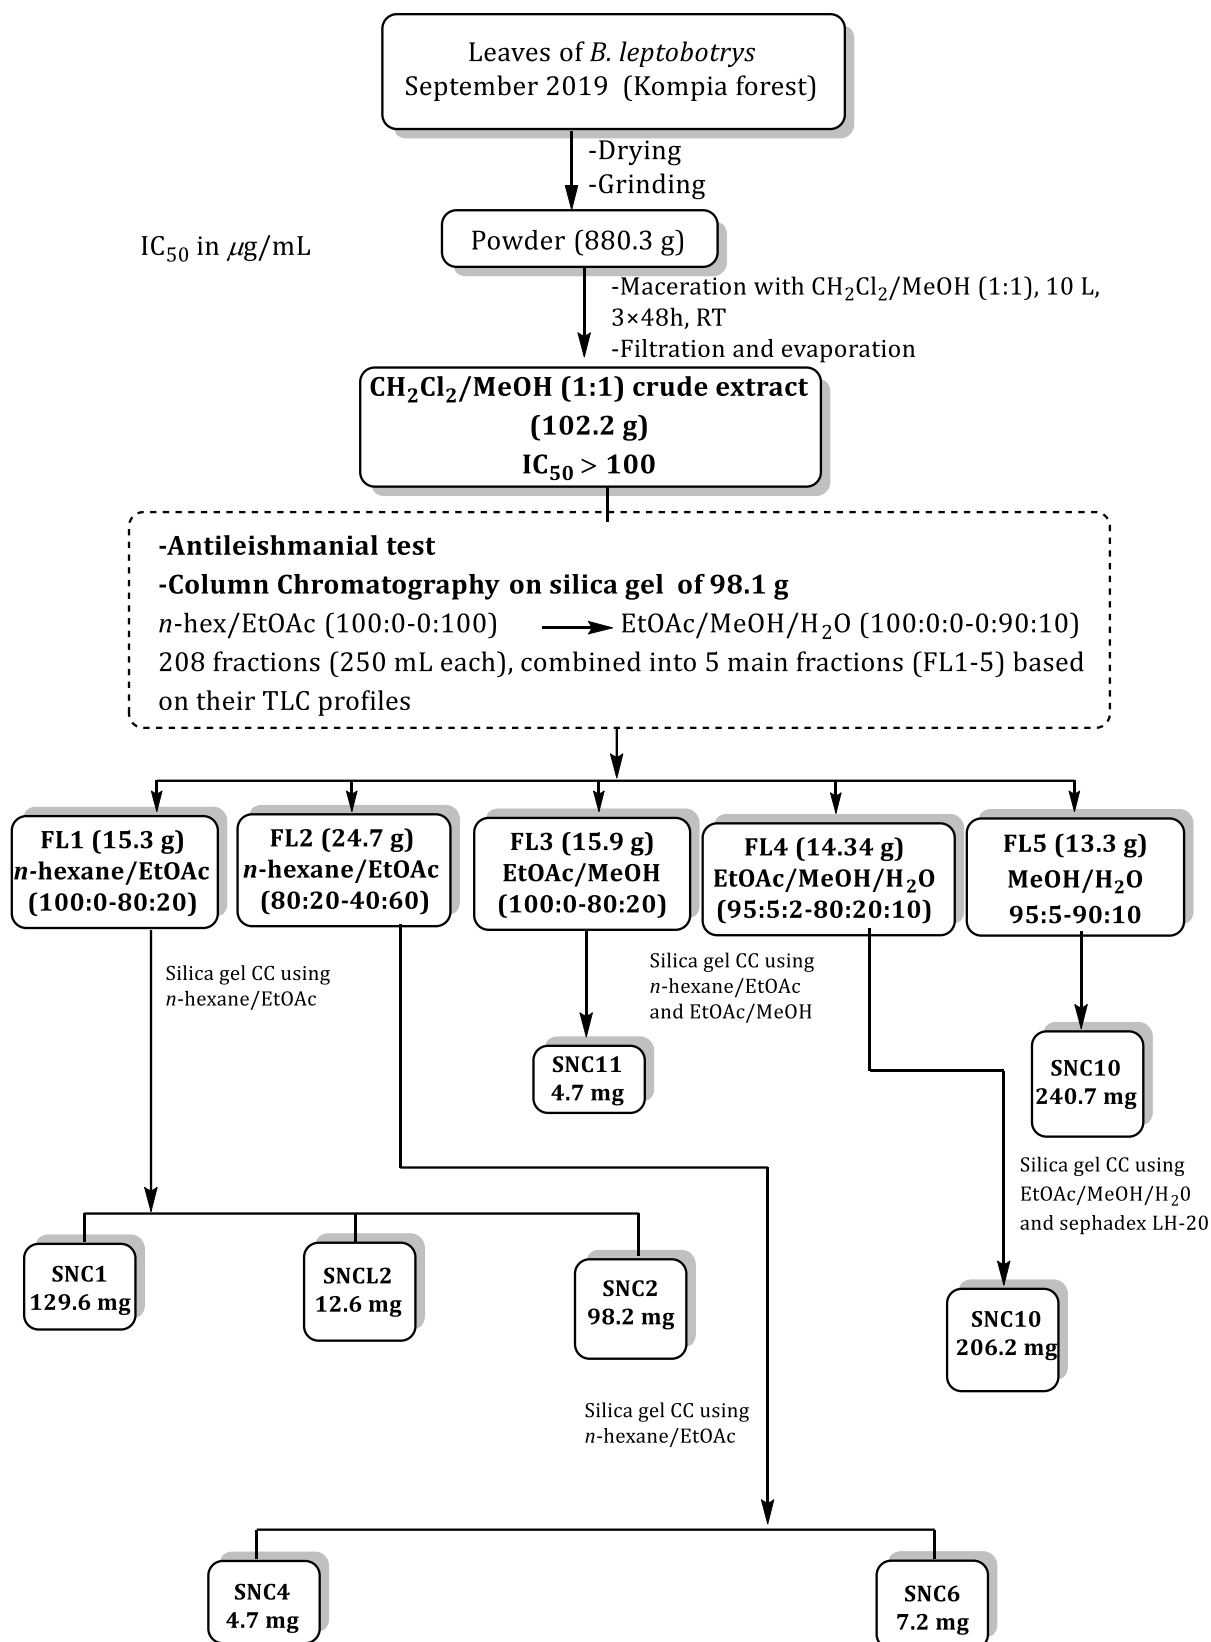 Leaves of B. leptobotrys
September 2019 (Kompia forest)
-Drying
-Grinding
Powder (880.3 g)
IC50 in μg/mL
-Maceration with CH2Cl2/MeOH (1:1), 10 L,
3×48h, RT
-Filtration and evaporation
CH2Cl2/MeOH (1:1) crude extract
(102.2 g)
IC50 > 100
-Antileishmanial test
-Column Chromatography on silica gel of 98.1 g
n-hex/EtOAc (100:0-0:100) EtOAc/MeOH/H2O (100:0:0-0:90:10)
208 fractions (250 mL each), combined into 5 main fractions (FL1-5) based
on their TLC profiles
FL1 (15.3 g)
n-hexane/EtOAc
(100:0-80:20)
FL2 (24.7 g)
n-hexane/EtOAc
(80:20-40:60)
FL3 (15.9 g)
EtOAc/MeOH
(100:0-80:20)
FL4 (14.34 g)
EtOAc/MeOH/H2O
(95:5:2-80:20:10)
FL5 (13.3 g)
MeOH/H2O
95:5-90:10
Silica gel CC using
n-hexane/EtOAc
Silica gel CC using
n-hexane/EtOAc
and EtOAc/MeOH
SNC11
4.7 mg
SNC10
240.7 mg
Silica gel CC using
EtOAc/MeOH/H20
and sephadex LH-20
SNC1
129.6 mg
SNCL2
12.6 mg
SNC2
98.2 mg
SNC10
206.2 mg
Silica gel CC using
n-hexane/EtOAc
SNC4
4.7 mg
SNC6
7.2 mg